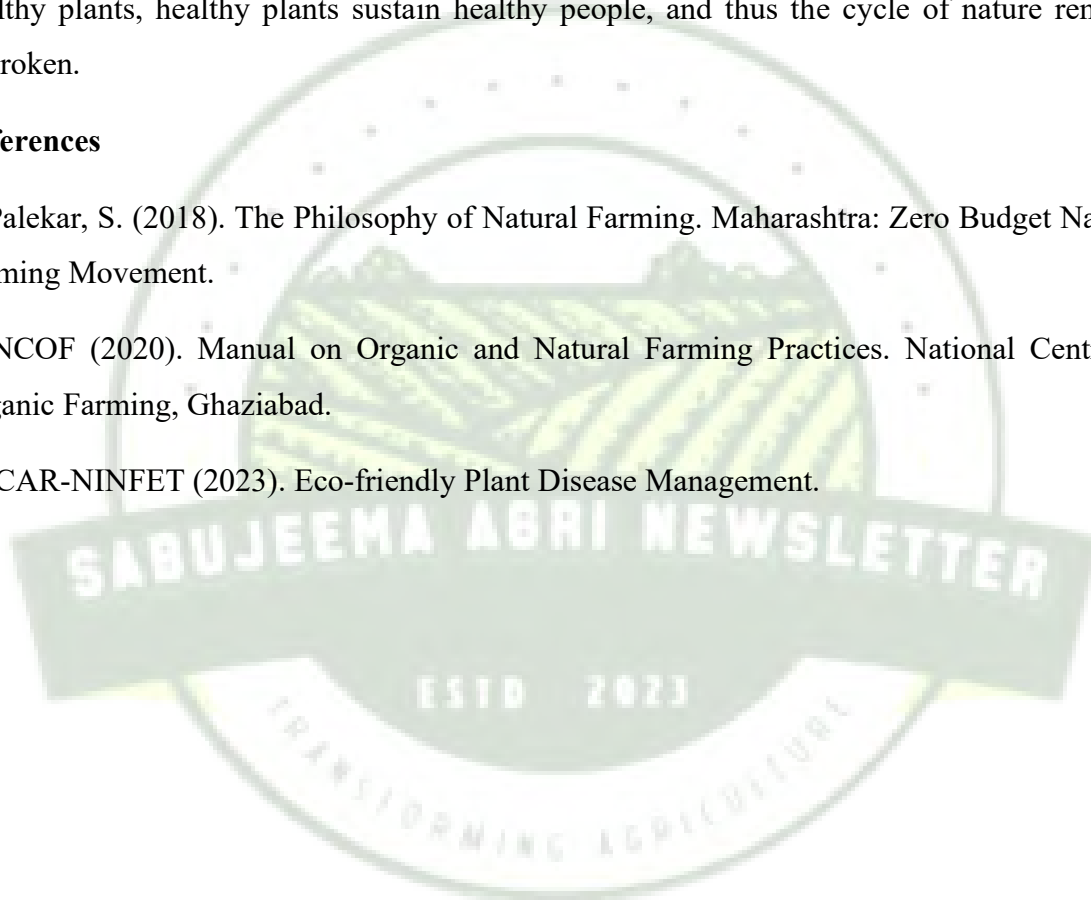 lthy plants, healthy plants sustain healthy people, and thus the cycle of nature ren
roken.
ferences
Palekar, S. (2018). The Philosophy of Natural Farming. Maharashtra: Zero Budget Na
ming Movement.
NCOF (2020). Manual on Organic and Natural Farming Practices. National Cent
ganic Farming, Ghaziabad.
CAR-NINFET (2023). Eco-friendly Plant Disease Management.
SABUJEEMA AGRI NEWSLETTER
ESTD 2023
TRANSFORMING AGRICULTURE